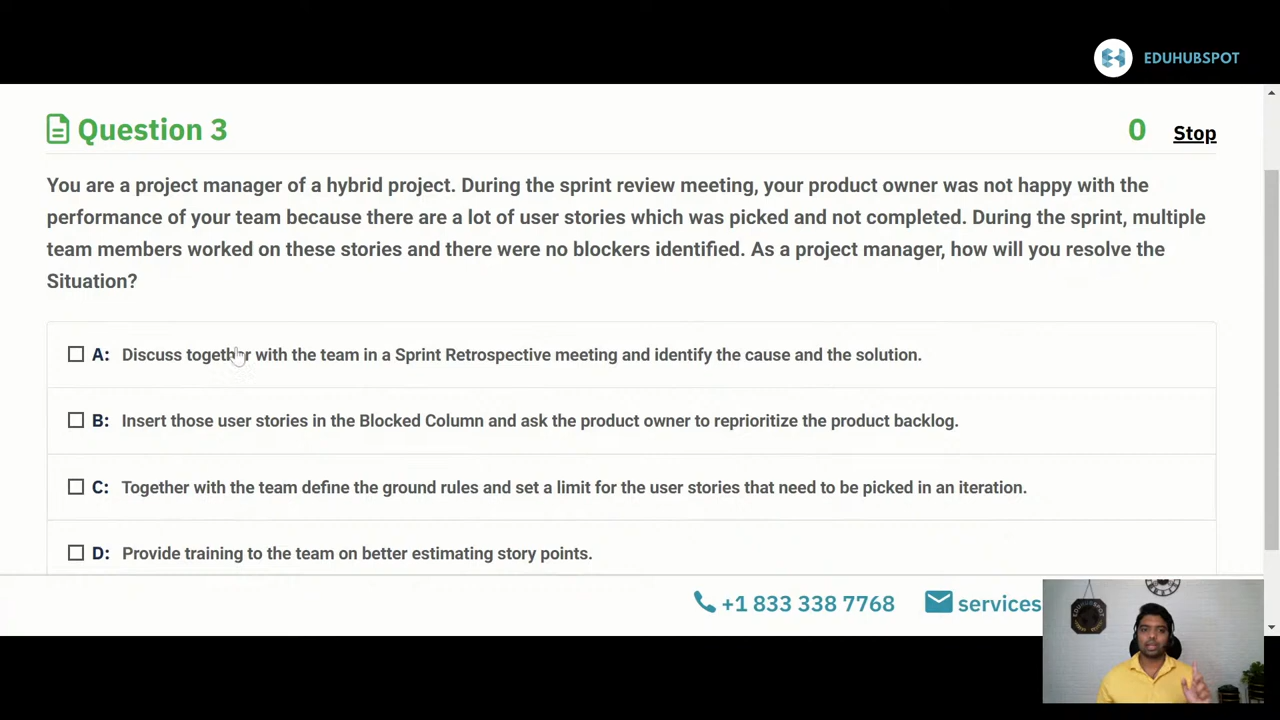 EDUHUBSPOT
Question 3
0 Stop
You are a project manager of a hybrid project. During the sprint review meeting, your product owner was not happy with the
performance of your team because there are a lot of user stories which was picked and not completed. During the sprint, multiple
team members worked on these stories and there were no blockers identified. As a project manager, how will you resolve the
Situation?
A: Discuss together with the team in a Sprint Retrospective meeting and identify the cause and the solution.
B: Insert those user stories in the Blocked Column and ask the product owner to reprioritize the product backlog.
C: Together with the team define the ground rules and set a limit for the user stories that need to be picked in an iteration.
D: Provide training to the team on better estimating story points.
+1 833 338 7768 services
EDUHUBSPOT